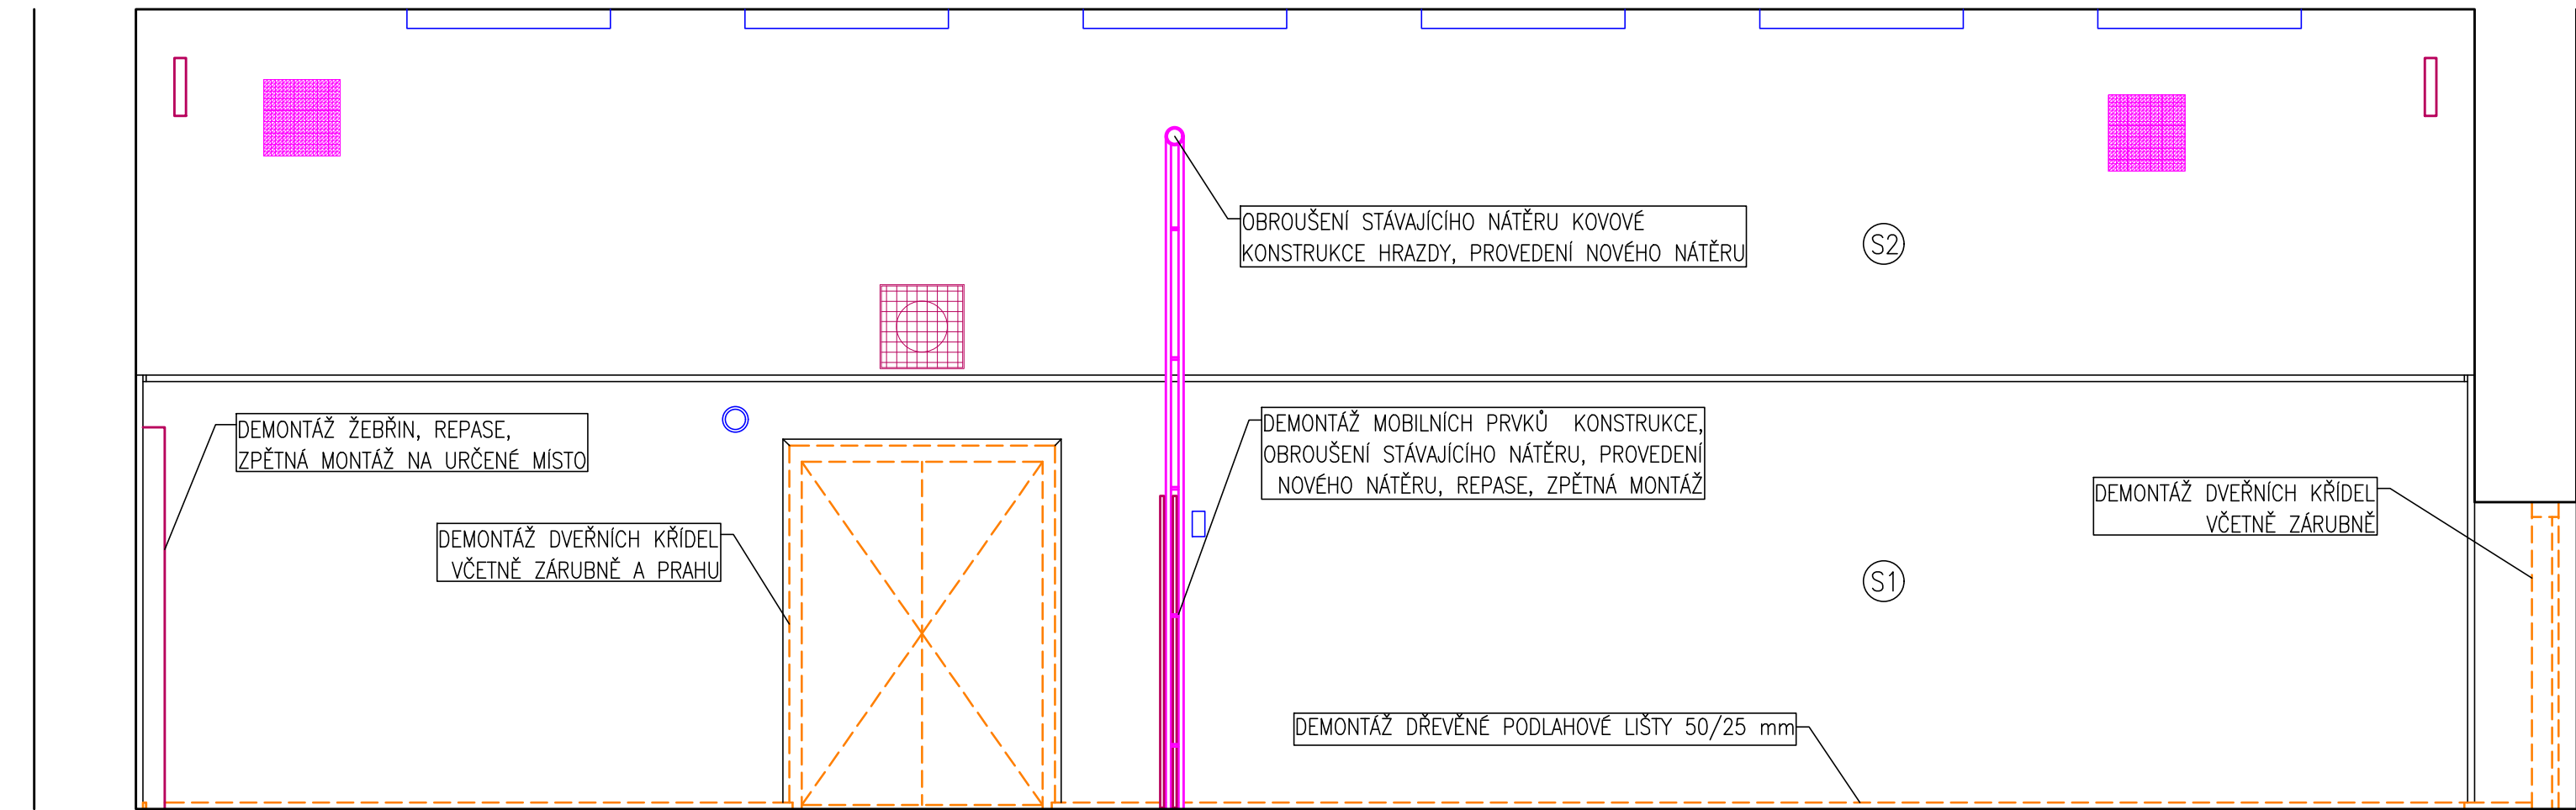 OBROUŠENÍ STÁVAJÍCÍHO NÁTĚRU KOVOVÉ
KONSTRUKCE HRAZDY, PROVEDENÍ NOVÉHO NÁTĚRU
S2
DEMONTÁŽ ŽEBŘIN, REPASE,
ZPĚTNÁ MONTÁŽ NA URČENÉ MÍSTO
DEMONTÁŽ MOBILNÍCH PRVKŮ KONSTRUKCE,
OBROUŠENÍ STÁVAJÍCÍHO NÁTĚRU, PROVEDENÍ
NOVÉHO NÁTĚRU, REPASE, ZPĚTNÁ MONTÁŽ
DEMONTÁŽ DVEŘNÍCH KŘÍDEL
VČETNĚ ZÁRUBNĚ
DEMONTÁŽ DVEŘNÍCH KŘÍDEL
VČETNĚ ZÁRUBNĚ A PRAHU
S1
DEMONTÁŽ DŘEVĚNÉ PODLAHOVÉ LIŠTY 50/25 mm